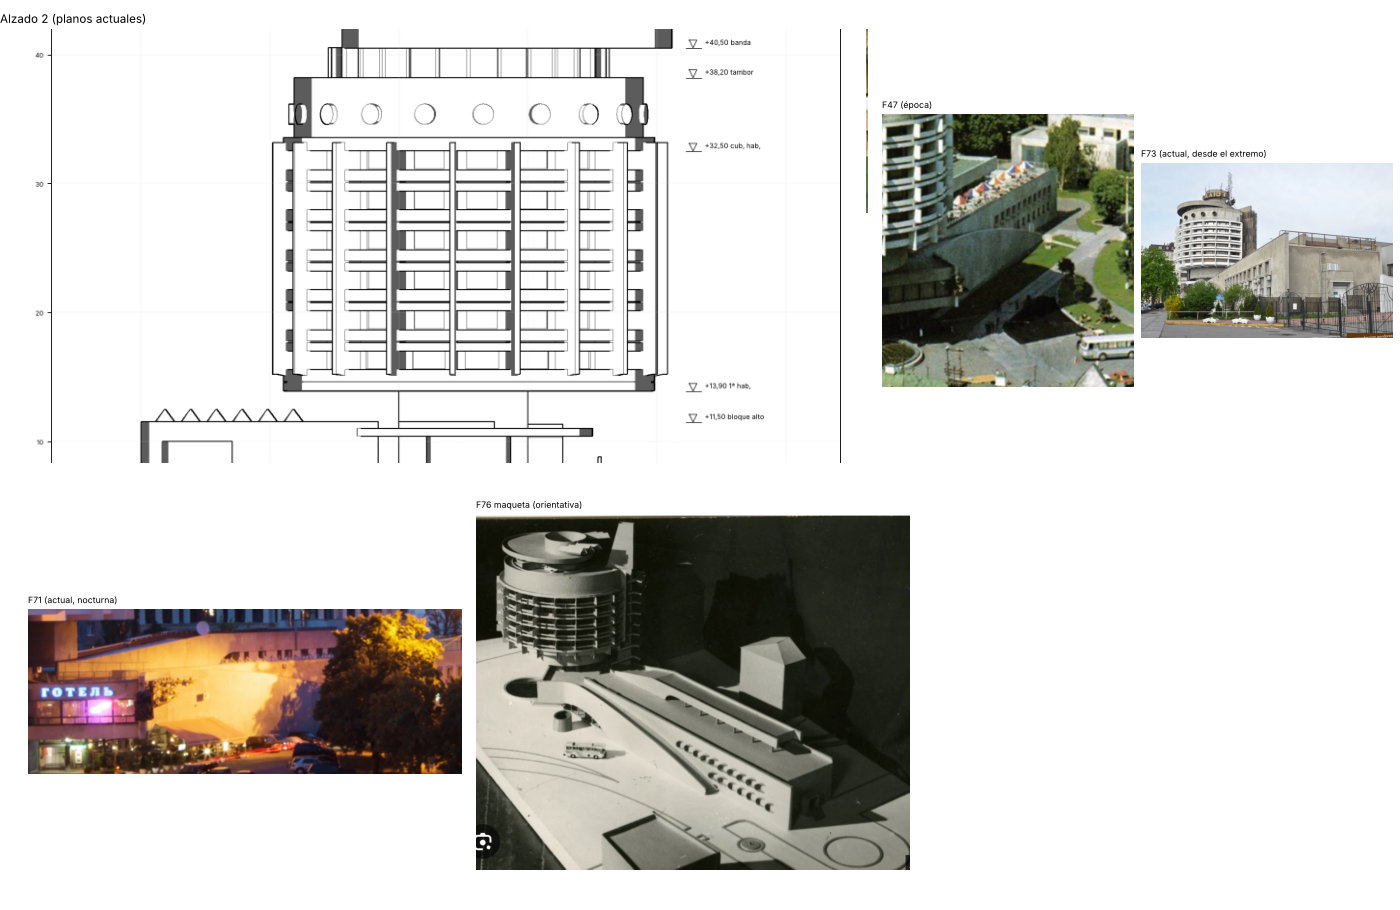 Alzado 2 (planos actuales)
40
+40,50 banda
+38,20 tambor
30
+32,50 cub, hab,
20
+13,90 1ª hab,
+11,50 bloque alto
10
F47 (época)
F73 (actual, desde el extremo)
F76 maqueta (orientativa)
F71 (actual, nocturna)
ГОТЕЛЬ